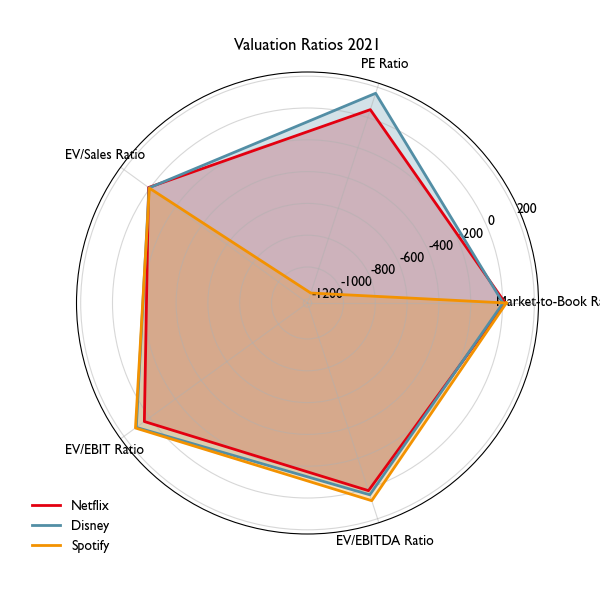 Valuation Ratios 2021
PE Ratio
EV/Sales Ratio
200
0
200
-400
-600
-800
-1000
-1200
Market-to-Book Ra
EV/EBIT Ratio
EV/EBITDA Ratio
Netflix
Disney
Spotify